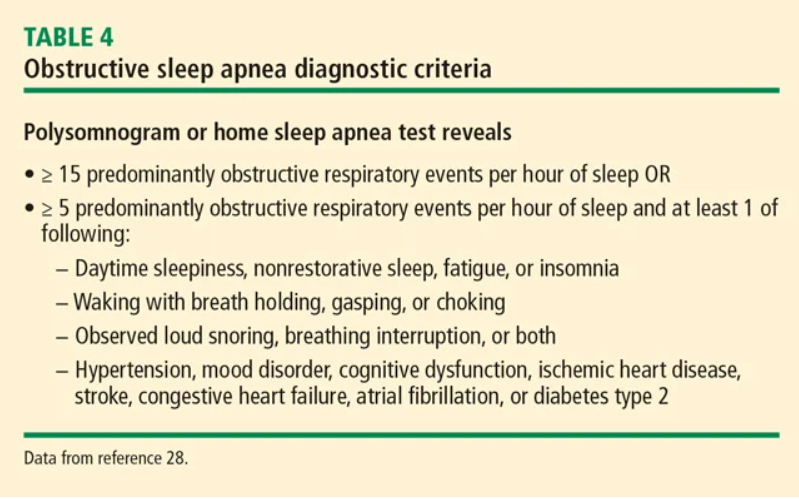 TABLE 4
Obstructive sleep apnea diagnostic criteria
Polysomnogram or home sleep apnea test reveals
• ≥ 15 predominantly obstructive respiratory events per hour of sleep OR
• ≥ 5 predominantly obstructive respiratory events per hour of sleep and at least 1 of
following:
– Daytime sleepiness, nonrestorative sleep, fatigue, or insomnia
– Waking with breath holding, gasping, or choking
– Observed loud snoring, breathing interruption, or both
– Hypertension, mood disorder, cognitive dysfunction, ischemic heart disease,
stroke, congestive heart failure, atrial fibrillation, or diabetes type 2
Data from reference 28.